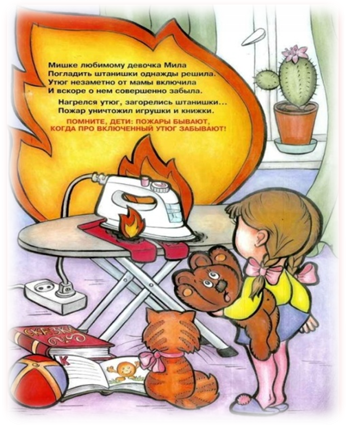 Мишке любимому девочка Мила
Погладить штанишки однажды решила.
Утюг незаметно от мамы включила
И вскоре о нем совершенно забыла.
Нагрелся утюг, загорелись штанишки...
Пожар уничтожил игрушки и книжки.
ПОМНИТЕ, ДЕТИ: ПОЖАРЫ БЫВАЮТ,
КОГДА ПРО ВКЛЮЧЕННЫЙ УТЮГ ЗАБЫВАЮТ!